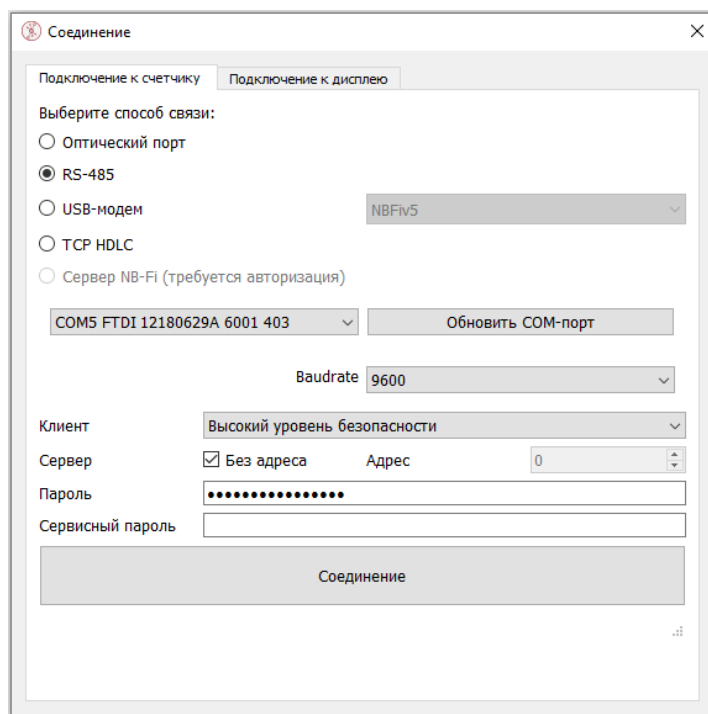 Соединение
Подключение к счетчику Подключение к дисплею
Выберите способ связи:
Оптический порт
RS-485
USB-модем NBFiv5
TCP HDLC
Сервер NB-Fi (требуется авторизация)
COM5 FTDI 12180629A 6001 403 Обновить COM-порт
Baudrate 9600
Клиент Высокий уровень безопасности
Сервер Без адреса Адрес 0
Пароль ••••••••••••••••
Сервисный пароль
Соединение